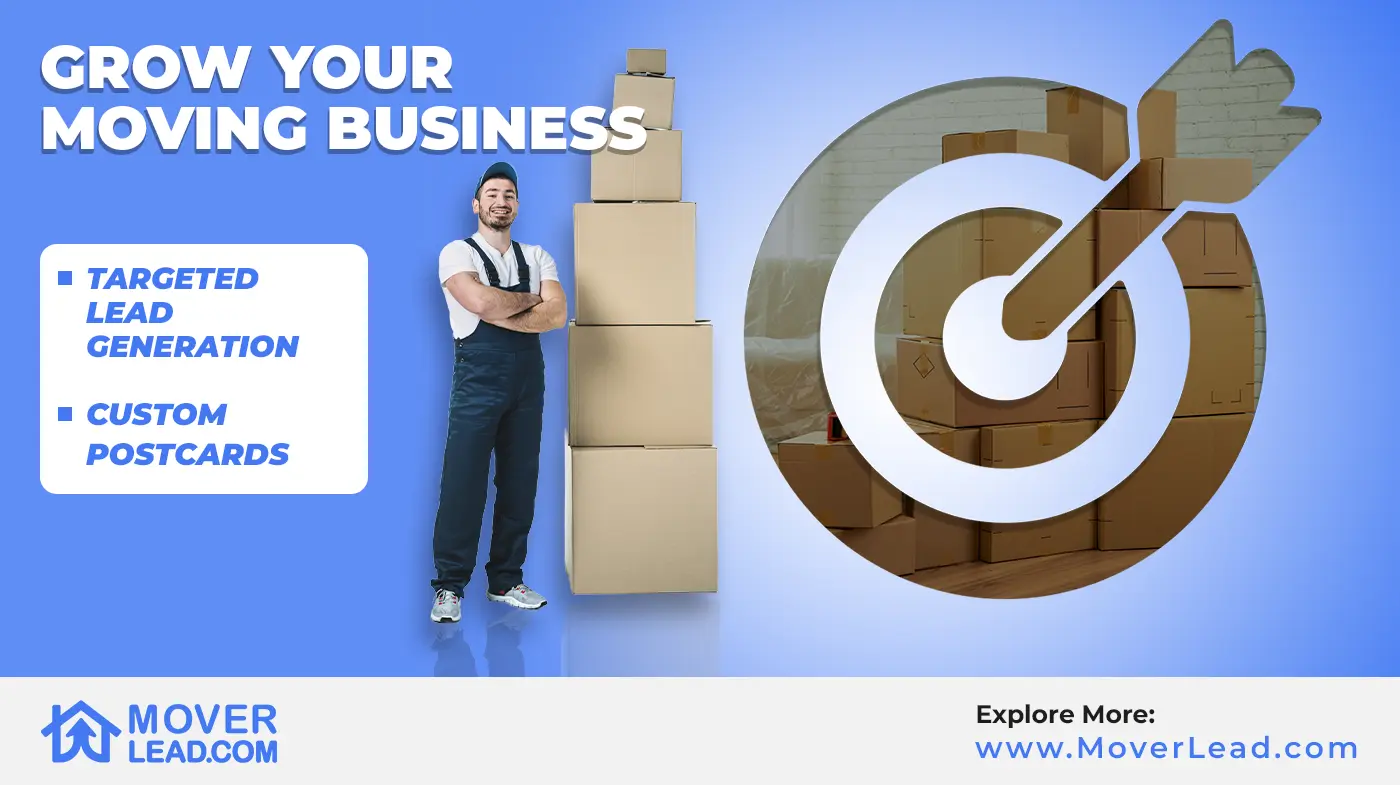 GROW YOUR
MOVING BUSINESS
TARGETED
LEAD
GENERATION
CUSTOM
POSTCARDS
MOVER
LEAD.COM
Explore More:
www.MoverLead.com